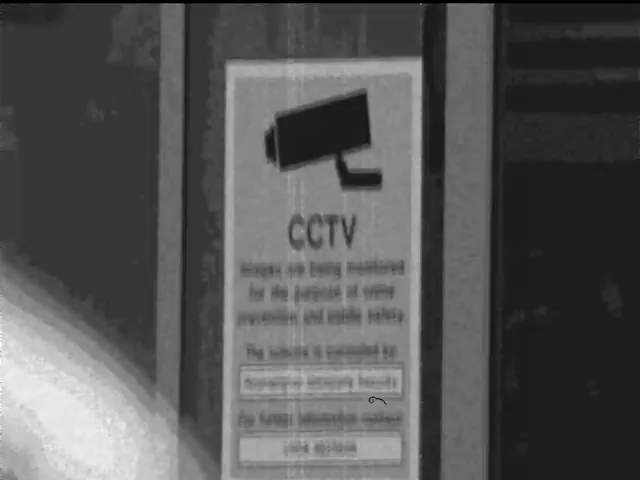 CCTV
Images are being monitored
for the purpose of crime
prevention and public safety
The scheme is controlled by
For further information contact